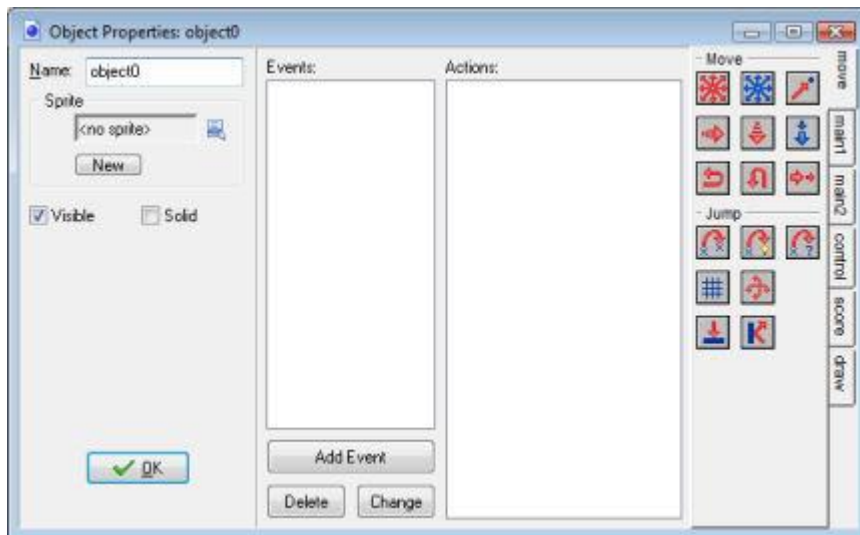 Object Properties: object0
Name: object0
Sprite
<no sprite>
New
Visible Solid
OK
Events:
Add Event
Delete Change
Actions:
Move
Jump
move
main1
main2
control
score
draw